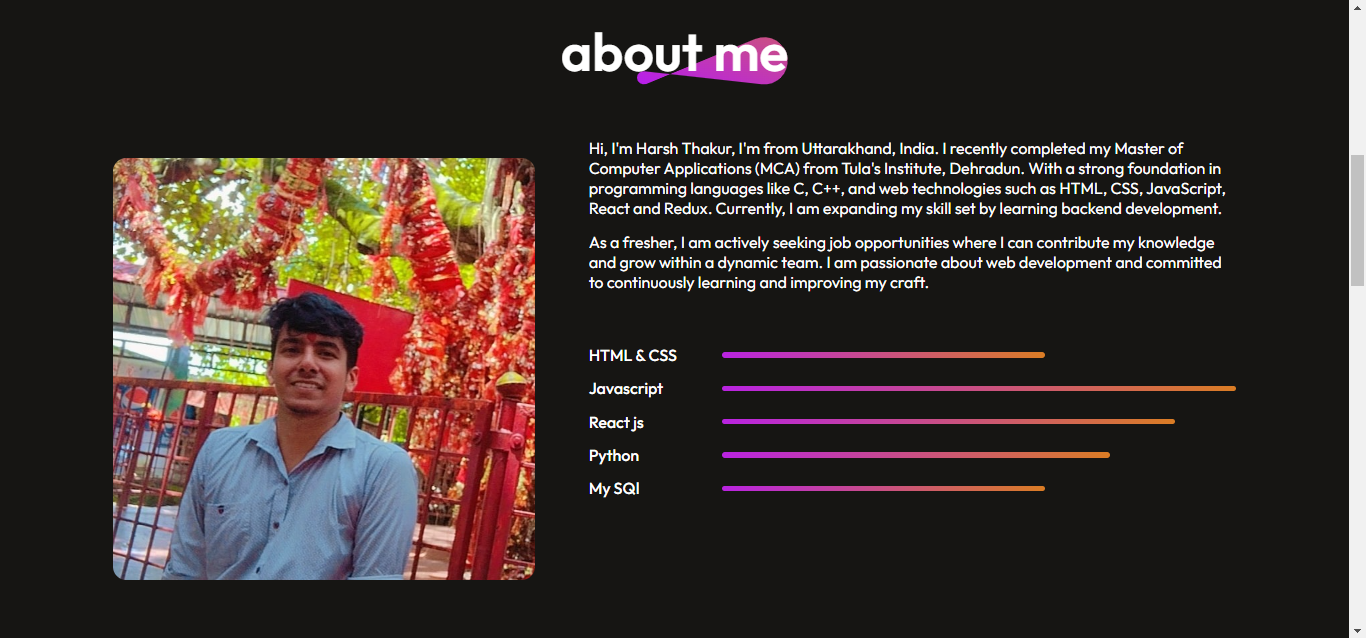 about me
Hi, I'm Harsh Thakur, I'm from Uttarakhand, India. I recently completed my Master of
Computer Applications (MCA) from Tula's Institute, Dehradun. With a strong foundation in
programming languages like C, C++, and web technologies such as HTML, CSS, JavaScript,
React and Redux. Currently, I am expanding my skill set by learning backend development.
As a fresher, I am actively seeking job opportunities where I can contribute my knowledge
and grow within a dynamic team. I am passionate about web development and committed
to continuously learning and improving my craft.
HTML & CSS
Javascript
React js
Python
My SQl